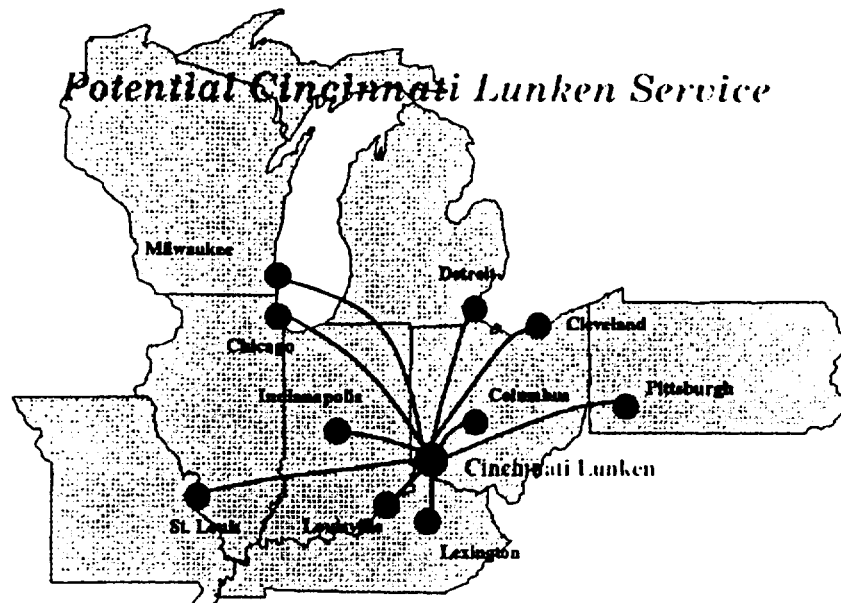 Potential Cincinnati Lunken Service
Milwaukee
Detroit
Cleveland
Chicago
Pittsburgh
Indianapolis
Columbus
Cincinnati Lunken
St. Louis
Louisville
Lexington